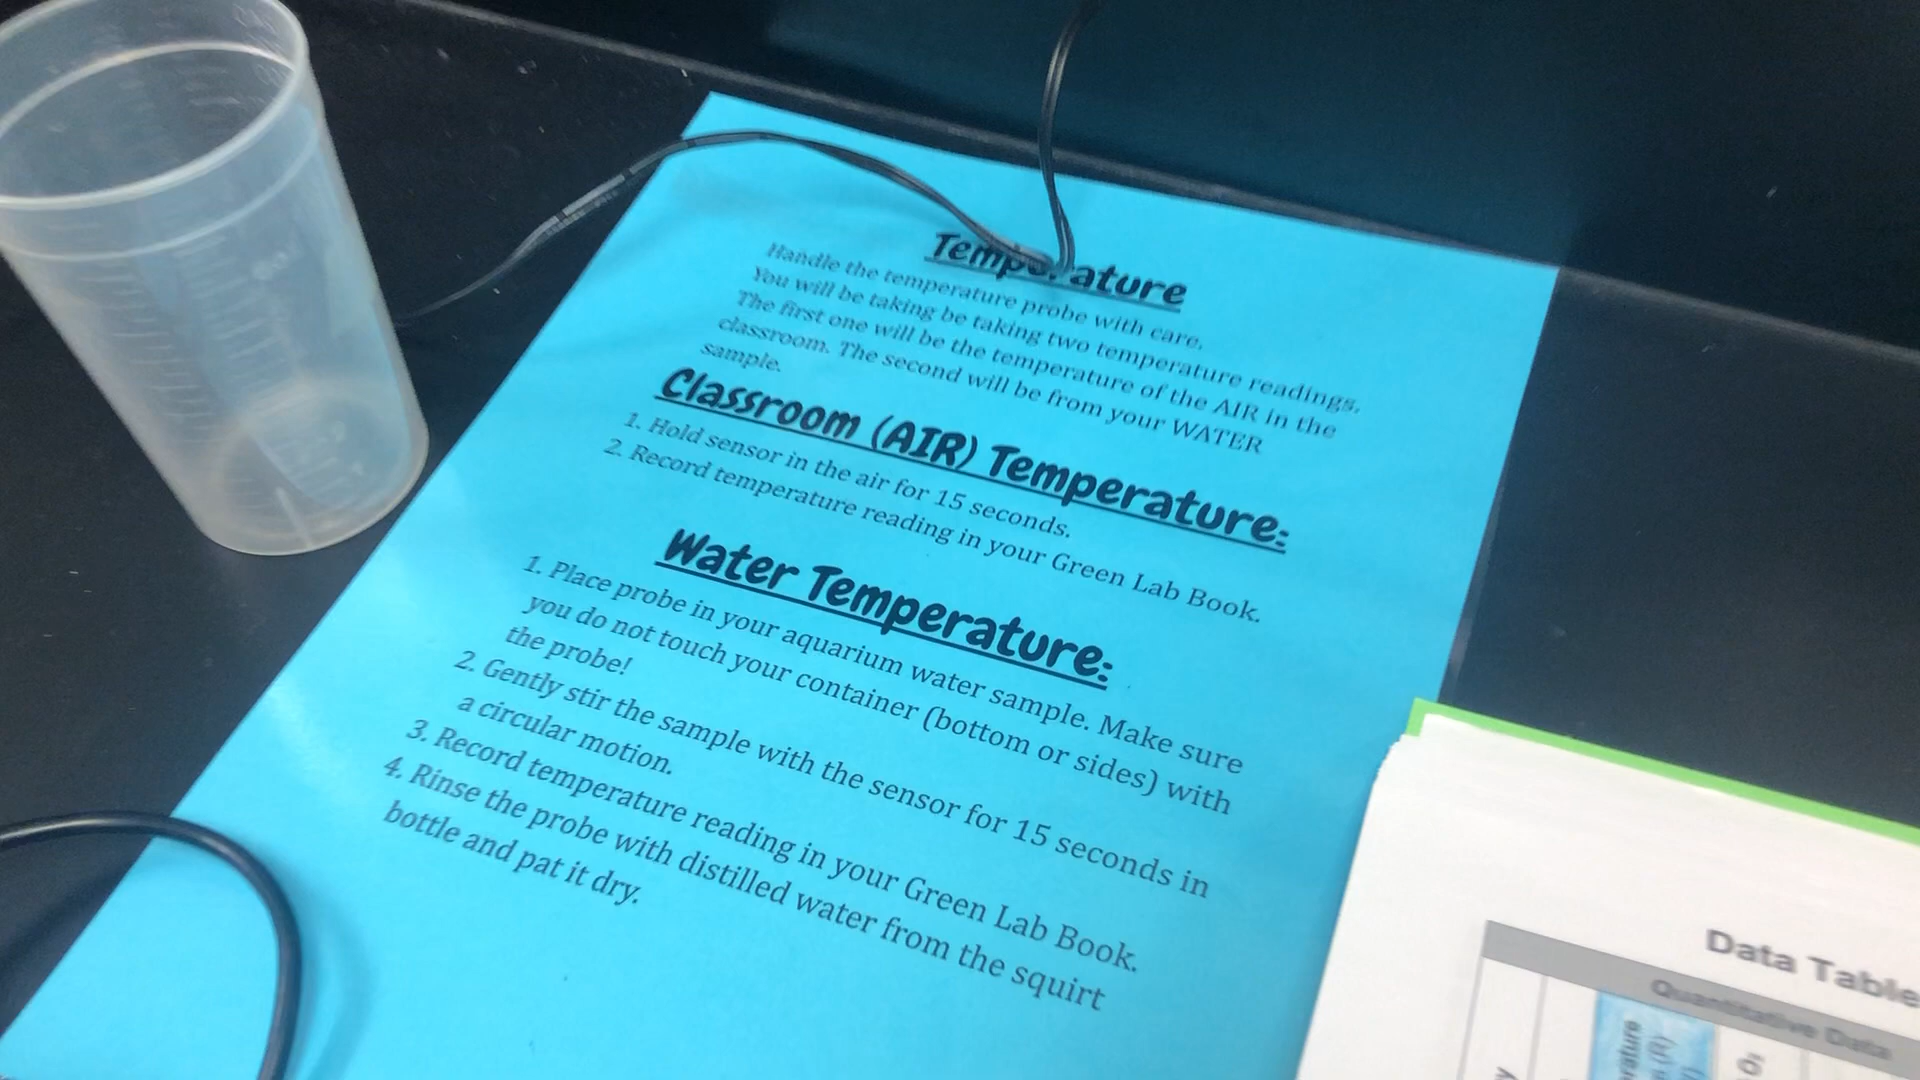 Temperature
Handle the temperature probe with care.
You will be taking be taking two temperature readings.
The first one will be the temperature of the AIR in the
classroom. The second will be from your WATER
sample.
Classroom (AIR) Temperature:
1. Hold sensor in the air for 15 seconds.
2. Record temperature reading in your Green Lab Book.
Water Temperature:
1. Place probe in your aquarium water sample. Make sure
you do not touch your container (bottom or sides) with
the probe!
2. Gently stir the sample with the sensor for 15 seconds in
a circular motion.
3. Record temperature reading in your Green Lab Book.
4. Rinse the probe with distilled water from the squirt
bottle and pat it dry.
Data Table
Quantitative Data